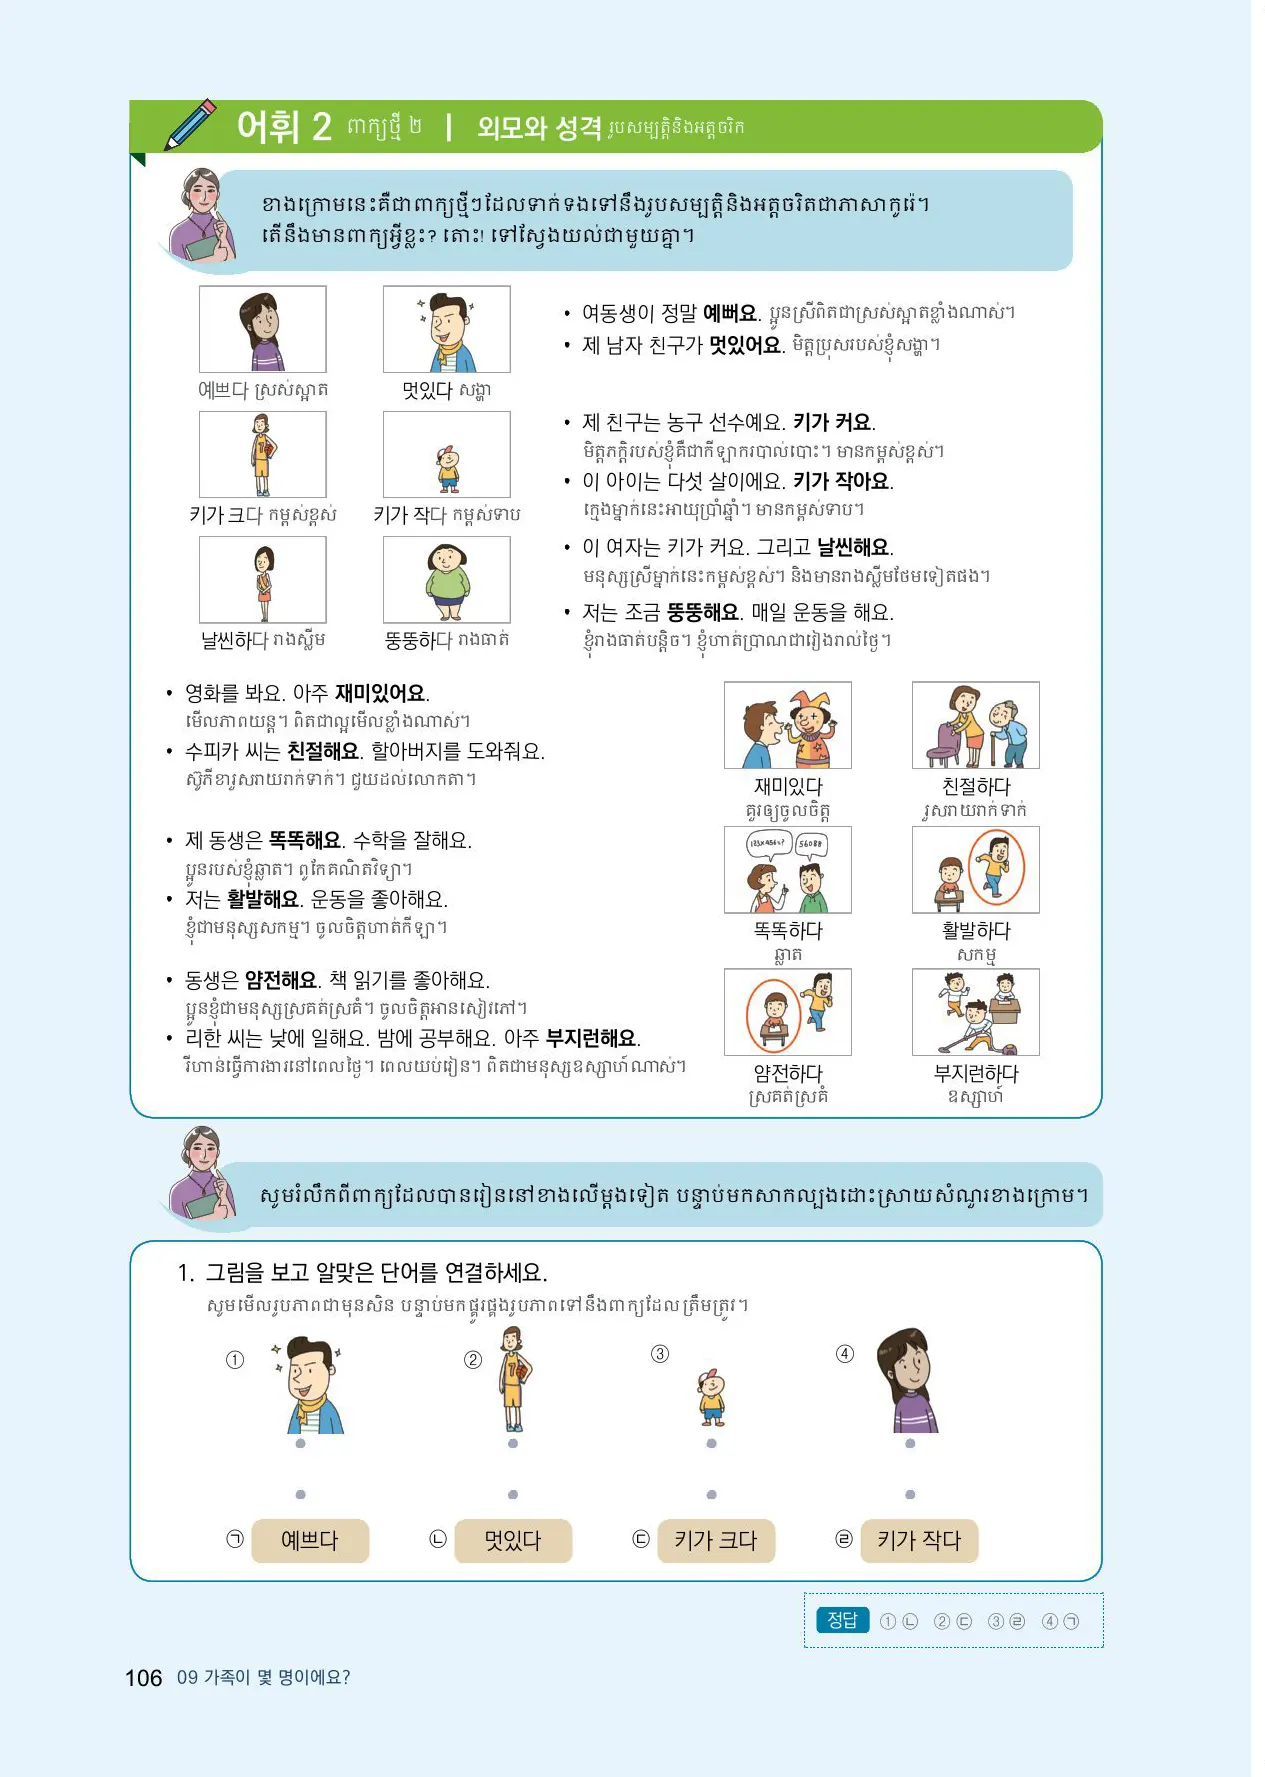 어휘 2 ពាក្យថ្មី ២ | 외모와 성격 រូបសម្បត្តិនិងអត្តចរិក
ខាងក្រោមនេះគឺជាពាក្យថ្មីៗដែលទាក់ទងទៅនឹងរូបសម្បត្តិនិងអត្តចរិតជាភាសាកូរ៉េ។
តើនឹងមានពាក្យអ្វីខ្លះ? តោះ! ទៅស្វែងយល់ជាមួយគ្នា។
예쁘다 ស្រស់ស្អាត
멋있다 សង្ហា
• 여동생이 정말 예뻐요. ប្អូនស្រីពិតជាស្រស់ស្អាតខ្លាំងណាស់។
• 제 남자 친구가 멋있어요. មិត្តប្រុសរបស់ខ្ញុំសង្ហា។
키가 크다 កម្ពស់ខ្ពស់
키가 작다 កម្ពស់ទាប
• 제 친구는 농구 선수예요. 키가 커요.
មិត្តភក្តិរបស់ខ្ញុំគឺជាកីឡាករបាល់បោះ។ មានកម្ពស់ខ្ពស់។
• 이 아이는 다섯 살이에요. 키가 작아요.
ក្មេងម្នាក់នេះអាយុប្រាំឆ្នាំ។ មានកម្ពស់ទាប។
날씬하다 រាងស្លីម
뚱뚱하다 រាងធាត់
• 이 여자는 키가 커요. 그리고 날씬해요.
មនុស្សស្រីម្នាក់នេះកម្ពស់ខ្ពស់។ និងមានរាងស្លីមថែមទៀតផង។
• 저는 조금 뚱뚱해요. 매일 운동을 해요.
ខ្ញុំរាងធាត់បន្តិច។ ខ្ញុំហាត់ប្រាណជារៀងរាល់ថ្ងៃ។
• 영화를 봐요. 아주 재미있어요.
មើលភាពយន្ត។ ពិតជាល្អមើលខ្លាំងណាស់។
• 수피카 씨는 친절해요. 할아버지를 도와줘요.
ស៊ូភីខារួសរាយរាក់ទាក់។ ជួយដល់លោកតា។
재미있다
គួរឲ្យចូលចិត្ត
친절하다
រួសរាយរាក់ទាក់
• 제 동생은 똑똑해요. 수학을 잘해요.
ប្អូនរបស់ខ្ញុំឆ្លាត។ ពូកែគណិតវិទ្យា។
• 저는 활발해요. 운동을 좋아해요.
ខ្ញុំជាមនុស្សសកម្ម។ ចូលចិត្តហាត់កីឡា។
123x456=?
56088
똑똑하다
ឆ្លាត
활발하다
សកម្ម
• 동생은 얌전해요. 책 읽기를 좋아해요.
ប្អូនខ្ញុំជាមនុស្សស្រគត់ស្រគំ។ ចូលចិត្តអានសៀវភៅ។
• 리한 씨는 낮에 일해요. 밤에 공부해요. 아주 부지런해요.
រីហាន់ធ្វើការងារនៅពេលថ្ងៃ។ ពេលយប់រៀន។ ពិតជាមនុស្សឧស្សាហ៍ណាស់។
얌전하다
ស្រគត់ស្រគំ
부지런하다
ឧស្សាហ៍
សូមរំលឹកពីពាក្យដែលបានរៀននៅខាងលើម្ដងទៀត បន្ទាប់មកសាកល្បងដោះស្រាយសំណួរខាងក្រោម។
1. 그림을 보고 알맞은 단어를 연결하세요.
សូមមើលរូបភាពជាមុនសិន បន្ទាប់មកផ្គូរផ្គងរូបភាពទៅនឹងពាក្យដែលត្រឹមត្រូវ។
① ② ③ ④
㉠ 예쁘다 ㉡ 멋있다 ㉢ 키가 크다 ㉣ 키가 작다
정답 ①㉡ ②㉢ ③㉣ ④㉠
106 09 가족이 몇 명이에요?